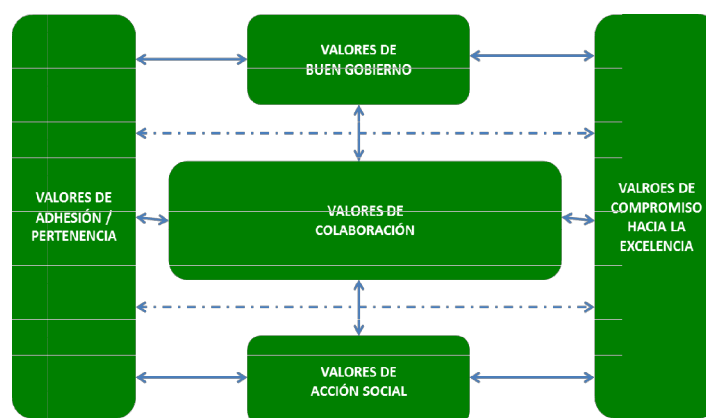 VALORES DE
BUEN GOBIERNO
VALORES DE
ADHESIÓN /
PERTENENCIA
VALORES DE
COLABORACIÓN
VALROES DE
COMPROMISO
HACIA LA
EXCELENCIA
VALORES DE
ACCIÓN SOCIAL